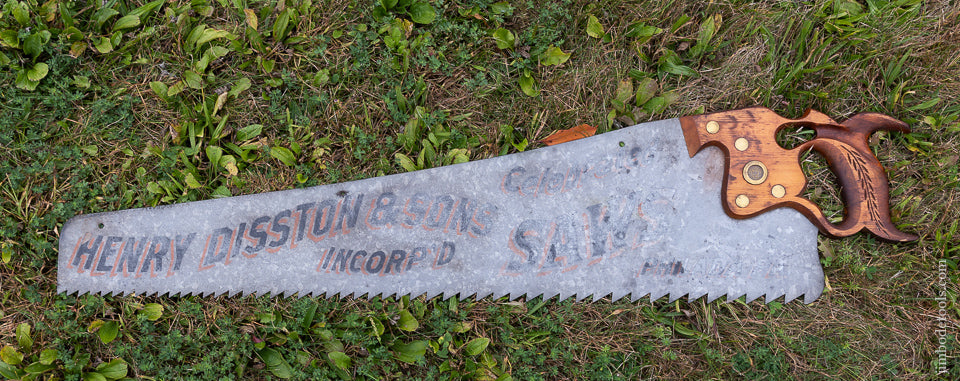 HENRY DISSTON & SONS
INCORP'D
SAWS
jimbodetools.com